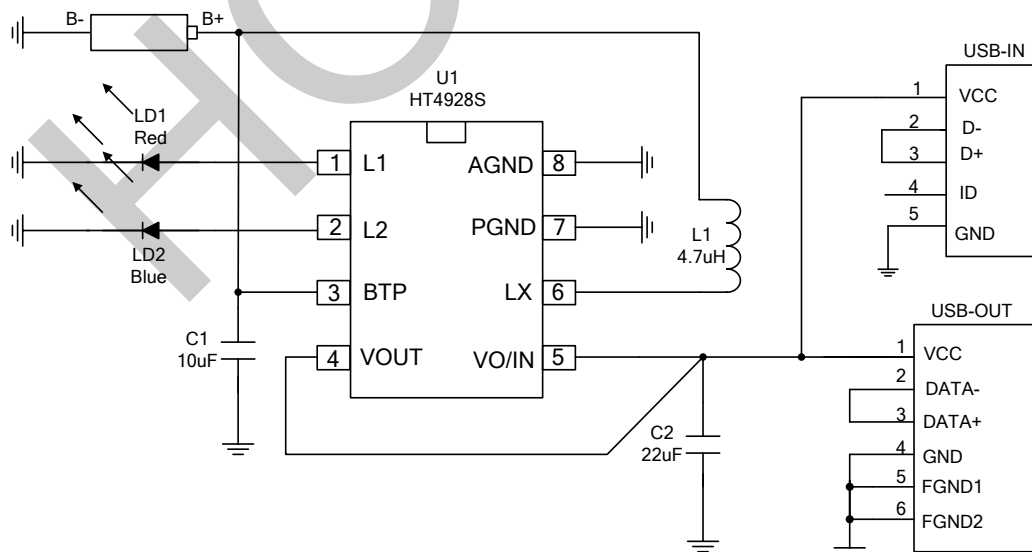 B- B+
USB-IN
U1
HT4928S
1 VCC
2 D-
3 D+
4 ID
5 GND
LD1
Red
1 L1
AGND 8
2 L2
PGND 7
LD2
Blue
L1
4.7uH
3 BTP
LX 6
C1
10uF
4 VOUT
VO/IN 5
USB-OUT
1 VCC
2 DATA-
3 DATA+
4 GND
5 FGND1
6 FGND2
C2
22uF